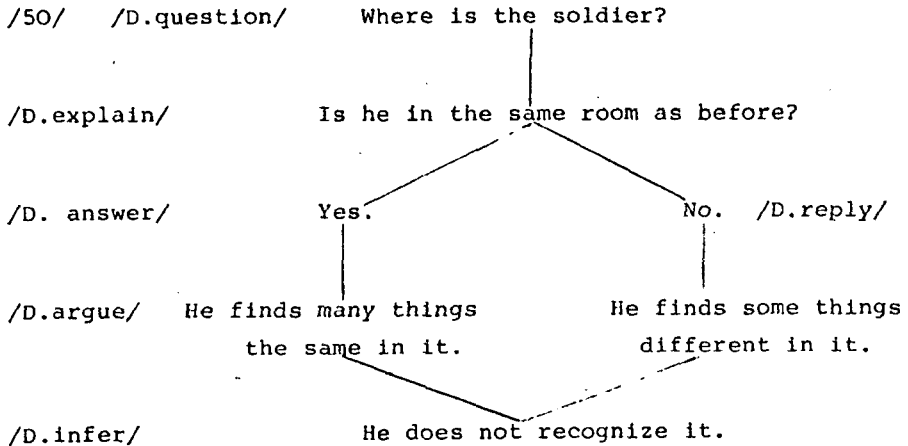 /50/ /D.question/ Where is the soldier?
/D.explain/ Is he in the same room as before?
/D. answer/ Yes. No. /D.reply/
/D.argue/ He finds many things He finds some things
the same in it. different in it.
/D.infer/ He does not recognize it.